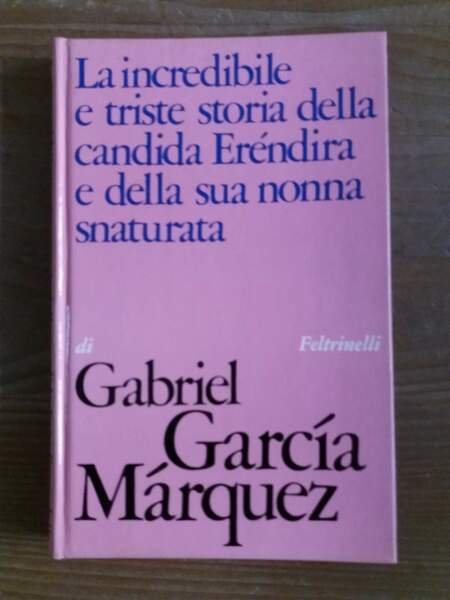 La incredibile
e triste storia della
candida Eréndira
e della sua nonna
snaturata
di
Feltrinelli
Gabriel
García
Márquez